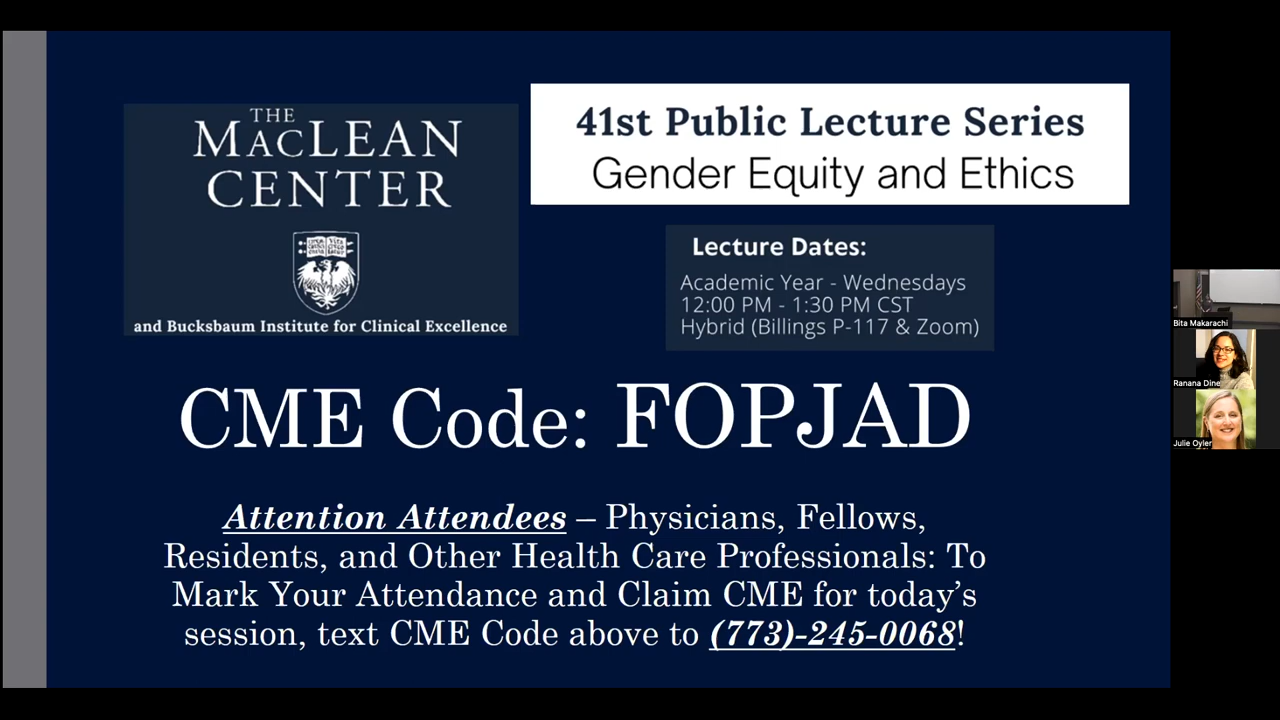 THE
MACLEAN
CENTER
and Bucksbaum Institute for Clinical Excellence
41st Public Lecture Series
Gender Equity and Ethics
Lecture Dates:
Academic Year - Wednesdays
12:00 PM - 1:30 PM CST
Hybrid (Billings P-117 & Zoom)
CME Code: FOPJAD
Attention Attendees – Physicians, Fellows,
Residents, and Other Health Care Professionals: To
Mark Your Attendance and Claim CME for today’s
session, text CME Code above to (773)-245-0068!
Bita Makarachi
Ranana Dine
Julie Oyler